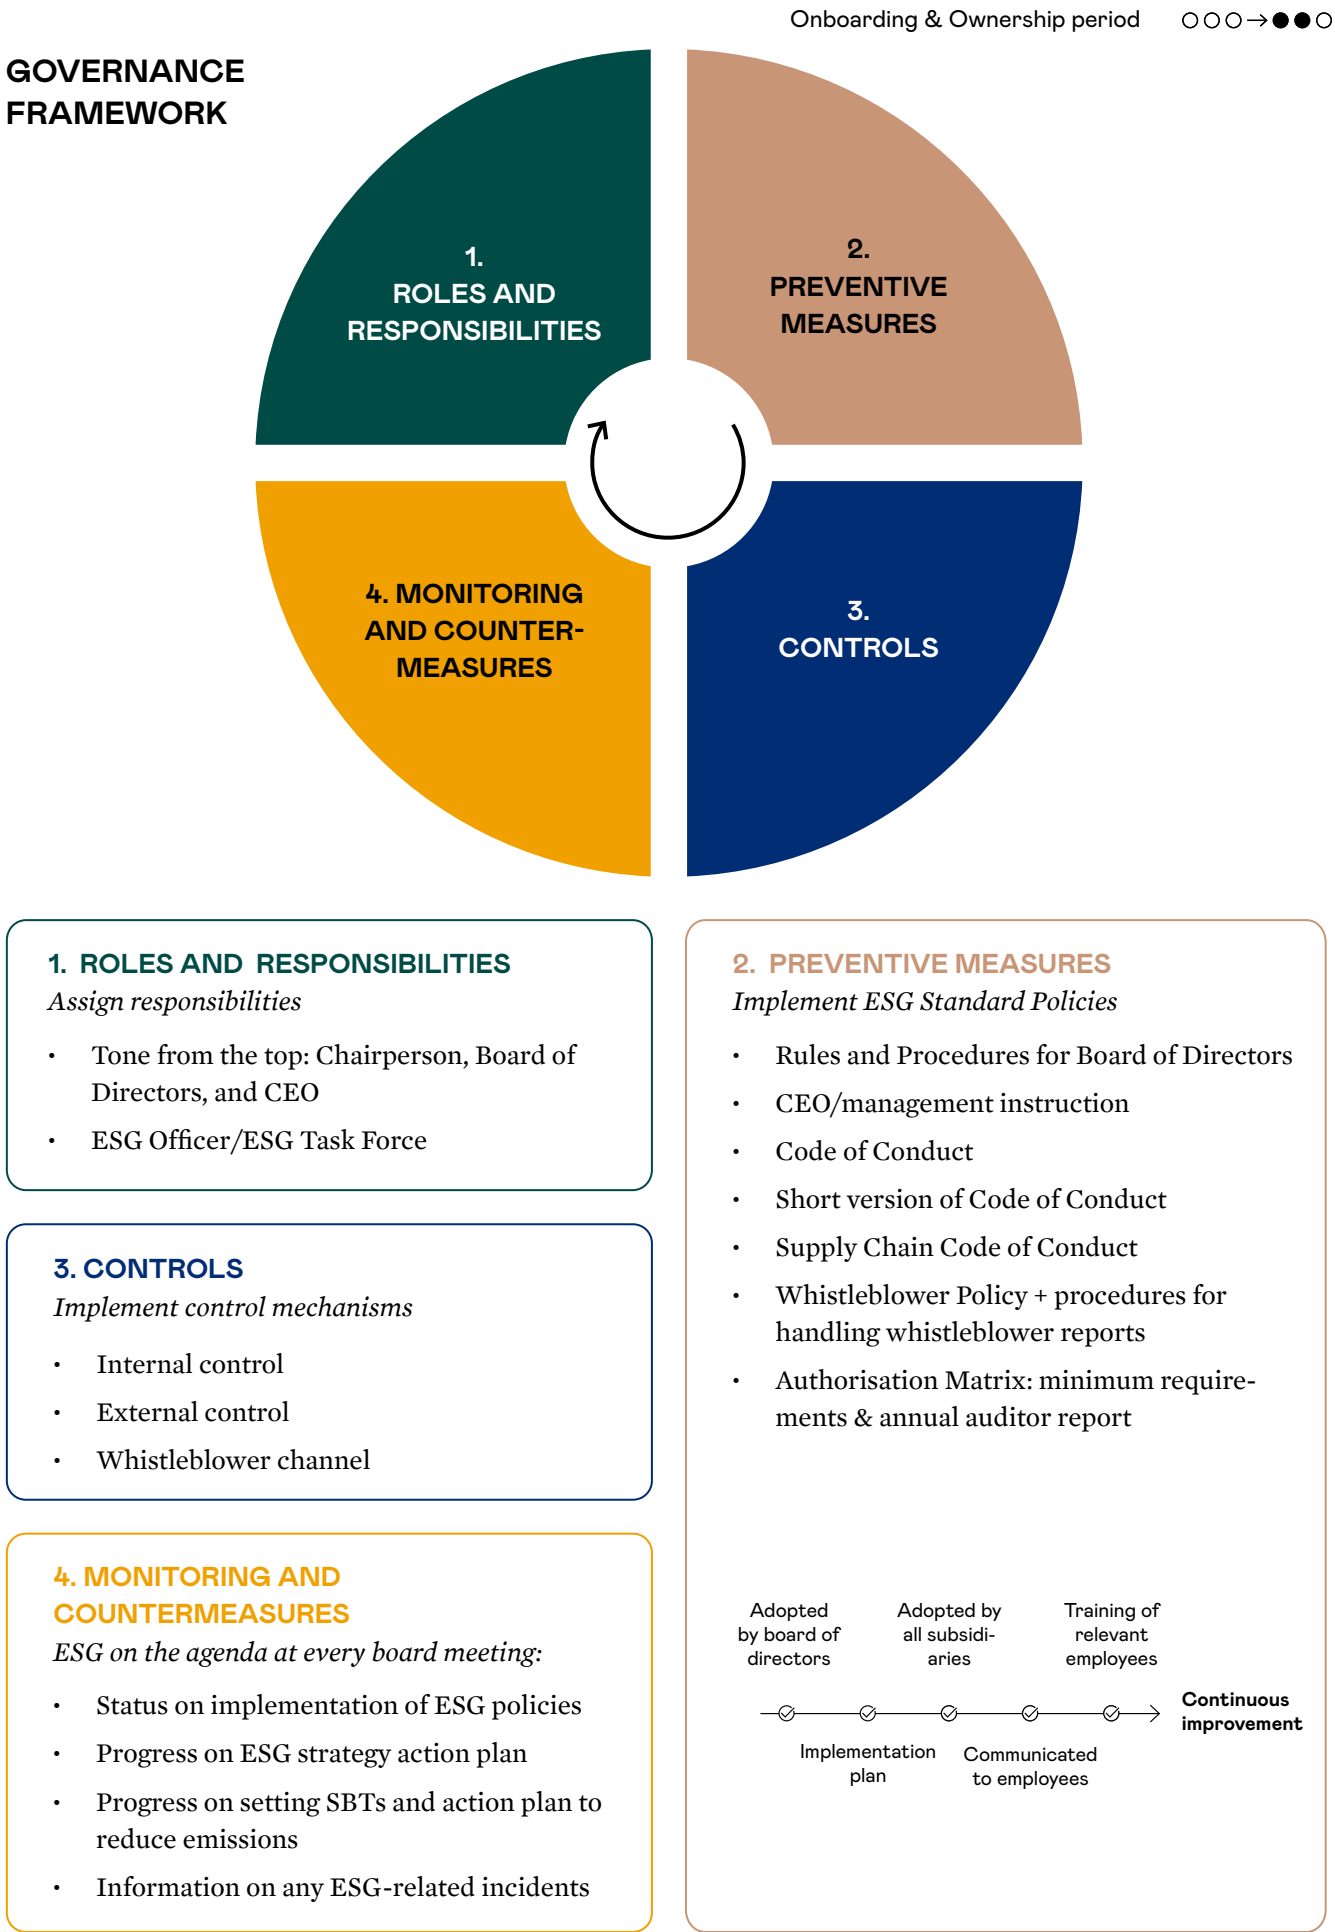 Onboarding & Ownership period
GOVERNANCE
FRAMEWORK
1.
ROLES AND
RESPONSIBILITIES
2.
PREVENTIVE
MEASURES
4. MONITORING
AND COUNTER-
MEASURES
3.
CONTROLS
1. ROLES AND RESPONSIBILITIES
Assign responsibilities
• Tone from the top: Chairperson, Board of
Directors, and CEO
• ESG Officer/ESG Task Force
3. CONTROLS
Implement control mechanisms
• Internal control
• External control
• Whistleblower channel
4. MONITORING AND
COUNTERMEASURES
ESG on the agenda at every board meeting:
• Status on implementation of ESG policies
• Progress on ESG strategy action plan
• Progress on setting SBTs and action plan to
reduce emissions
• Information on any ESG-related incidents
2. PREVENTIVE MEASURES
Implement ESG Standard Policies
• Rules and Procedures for Board of Directors
• CEO/management instruction
• Code of Conduct
• Short version of Code of Conduct
• Supply Chain Code of Conduct
• Whistleblower Policy + procedures for
handling whistleblower reports
• Authorisation Matrix: minimum require-
ments & annual auditor report
Adopted
by board of
directors
Implementation
plan
Adopted by
all subsidi-
aries
Communicated
to employees
Training of
relevant
employees
Continuous
improvement